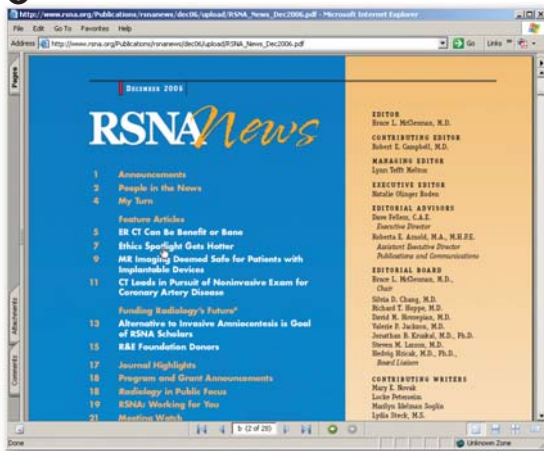 http://www.rsna.org/Publications/rsnanews/dec06/upload/RSNA_News_Dec2006.pdf - Microsoft Internet Explorer
File Edit Go To Favorites Help
Address http://www.rsna.org/Publications/rsnanews/dec06/upload/RSNA_News_Dec2006.pdf Go Links
Pages
Attachments
Comments
DECEMBER 2006
RSNA News
1 Announcements
2 People in the News
4 My Turn
Feature Articles
5 ER CT Can Be Benefit or Bane
7 Ethics Spotlight Gets Hotter
9 MR Imaging Deemed Safe for Patients with
Implantable Devices
11 CT Leads in Pursuit of Noninvasive Exam for
Coronary Artery Disease
Funding Radiology's Future
13 Alternative to Invasive Amniocentesis is Goal
of RSNA Scholars
15 R&E Foundation Donors
17 Journal Highlights
18 Program and Grant Announcements
18 Radiology in Public Focus
19 RSNA: Working for You
21 Meeting Watch
EDITOR
Bruce L. McClennan, M.D.
CONTRIBUTING EDITOR
Robert E. Campbell, M.D.
MANAGING EDITOR
Lynn Tefft Melton
EXECUTIVE EDITOR
Natalie Olinger Boden
EDITORIAL ADVISORS
Dave Fellers, C.A.E.
Executive Director
Roberta E. Arnold, M.A., M.H.P.E.
Assistant Executive Director
Publications and Communications
EDITORIAL BOARD
Bruce L. McClennan, M.D.,
Chair
Silvia D. Chang, M.D.
Richard T. Hoppe, M.D.
David M. Hovsepian, M.D.
Valerie P. Jackson, M.D.
Jonathan B. Kruskal, M.D., Ph.D.
Steven M. Larson, M.D.
Hedvig Hricak, M.D., Ph.D.,
Board Liaison
CONTRIBUTING WRITERS
Mary E. Novak
Locke Peterseim
Marilyn Idelman Soglin
Lydia Steck, M.S.
b (2 of 28)
Done Unknown Zone